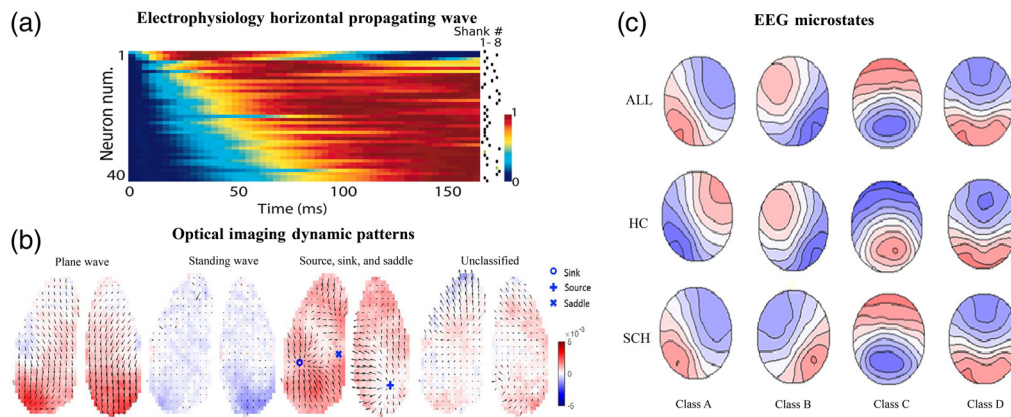 (a)
Electrophysiology horizontal propagating wave
Shank #
1- 8
1
Neuron num.
40
0
50
100
150
Time (ms)
1
0
(b)
Optical imaging dynamic patterns
Plane wave
Standing wave
Source, sink, and saddle
Unclassified
Sink
Source
Saddle
×10⁻³
5
0
-5
(c)
EEG microstates
ALL
HC
SCH
Class A
Class B
Class C
Class D